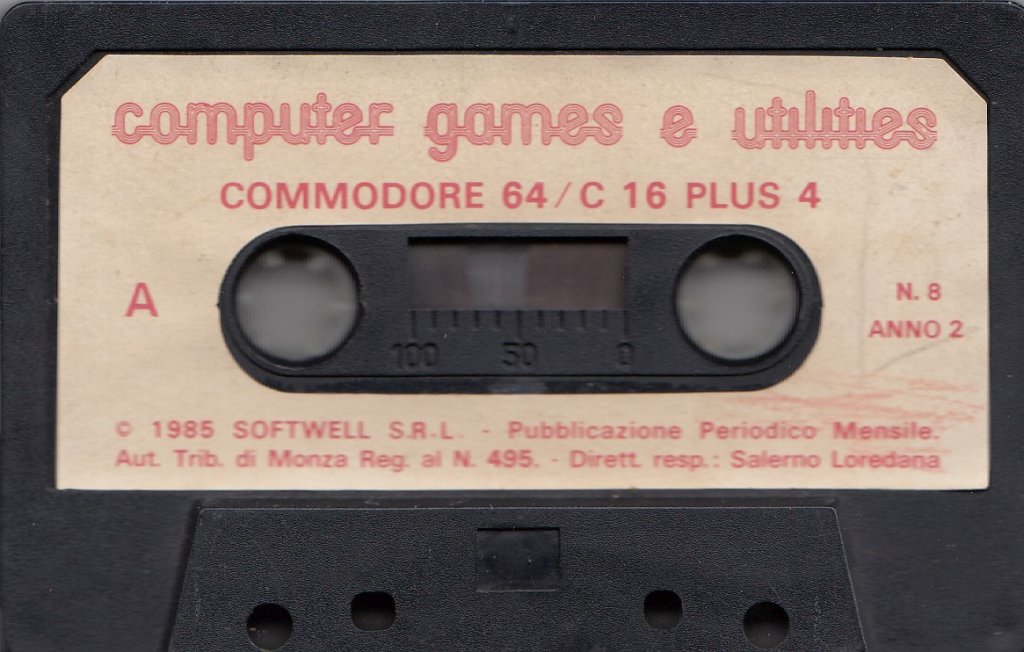 computer games e utilities
COMMODORE 64 / C 16 PLUS 4
A
N. 8
ANNO 2
100 50 0
© 1985 SOFTWELL S.R.L. - Pubblicazione Periodico Mensile.
Aut. Trib. di Monza Reg. al N. 495. - Dirett. resp.: Salerno Loredana